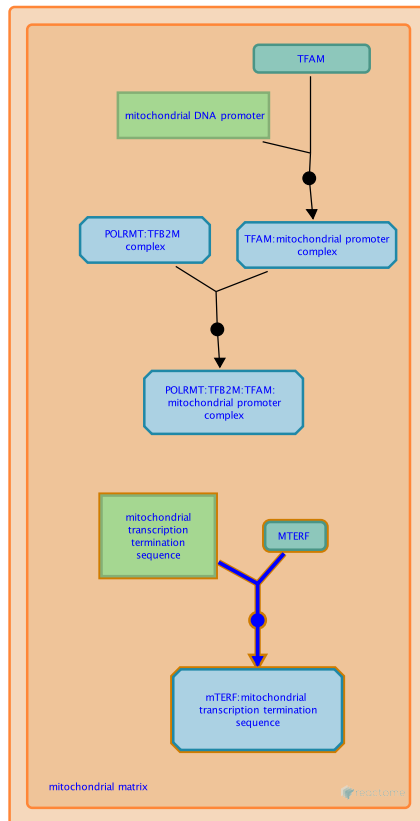 TFAM
mitochondrial DNA promoter
POLRMT:TFB2M
complex
TFAM:mitochondrial promoter
complex
POLRMT:TFB2M:TFAM:
mitochondrial promoter
complex
mitochondrial
transcription
termination
sequence
MTERF
mTERF:mitochondrial
transcription termination
sequence
mitochondrial matrix
reactome